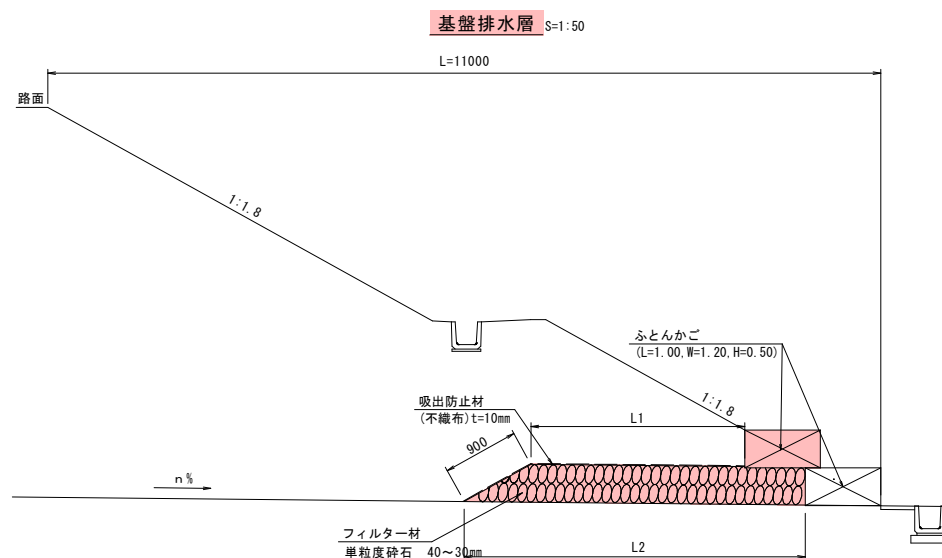 基盤排水層 S=1:50
L=11000
路面
1:1.8
ふとんかご
(L=1.00,W=1.20,H=0.50)
1:1.8
吸出防止材
(不織布)t=10mm
L1
900
n%
フィルター材
単粒度砕石 40～30mm
L2